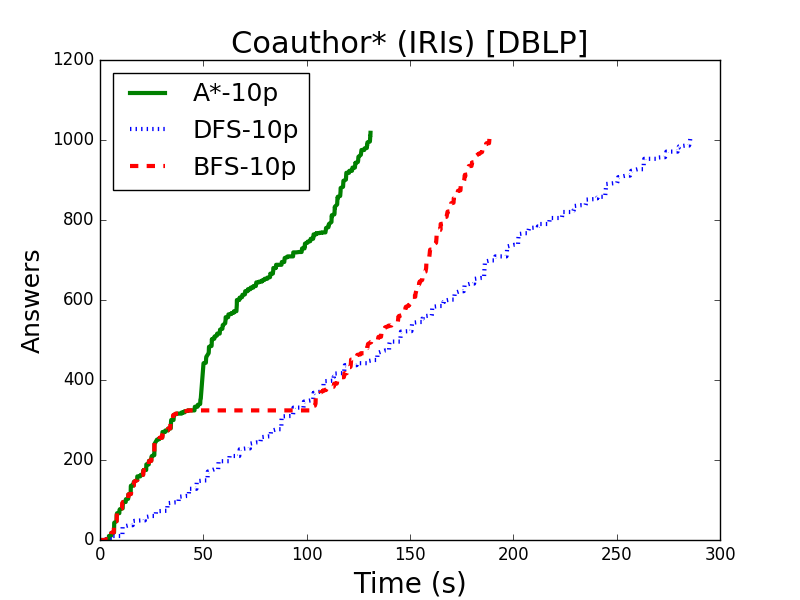 Coauthor* (IRIs) [DBLP]
1200
1000
800
600
400
200
0
Answers
A*-10p
DFS-10p
BFS-10p
0 50 100 150 200 250 300
Time (s)